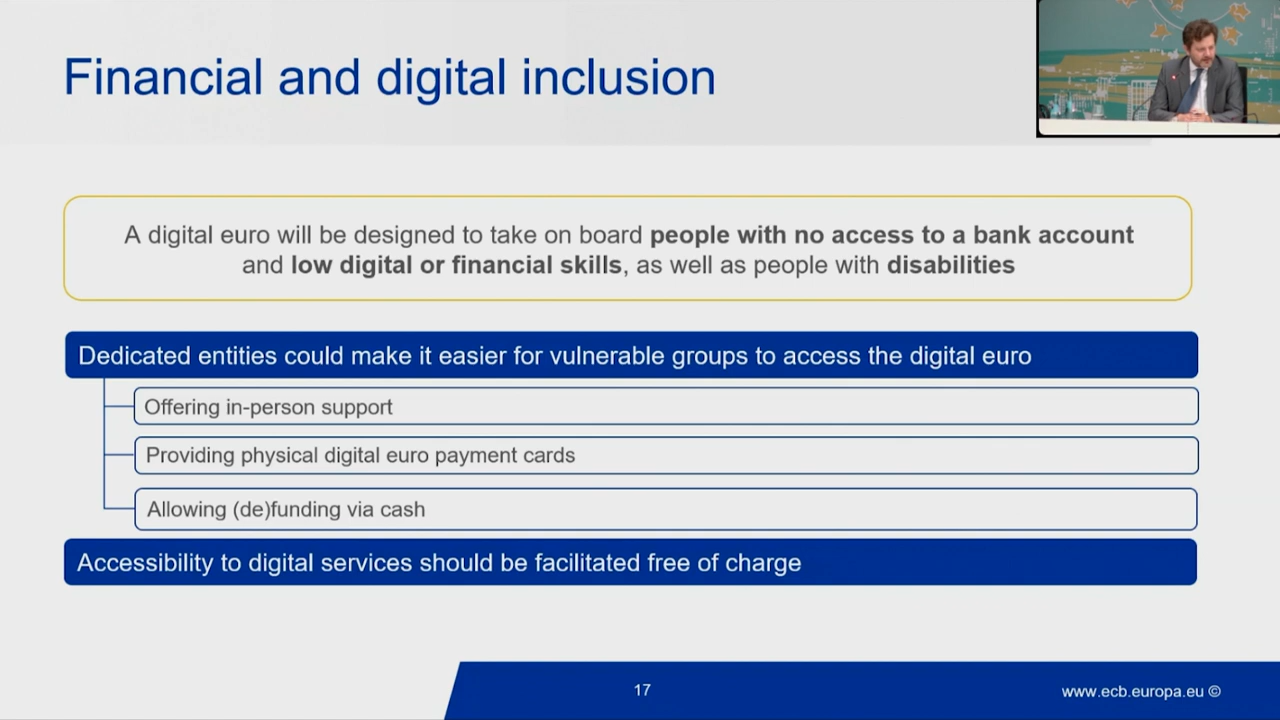 Financial and digital inclusion
A digital euro will be designed to take on board people with no access to a bank account
and low digital or financial skills, as well as people with disabilities
Dedicated entities could make it easier for vulnerable groups to access the digital euro
Offering in-person support
Providing physical digital euro payment cards
Allowing (de)funding via cash
Accessibility to digital services should be facilitated free of charge
17
www.ecb.europa.eu ©